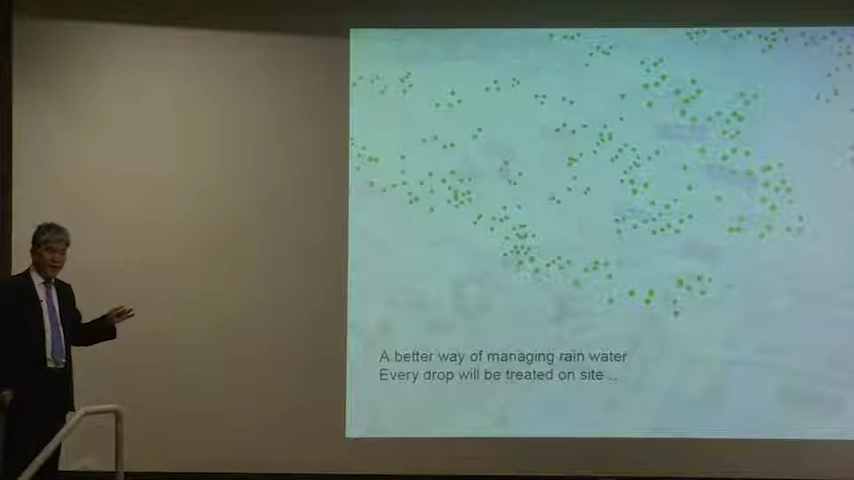 A better way of managing rain water
Every drop will be treated on site...